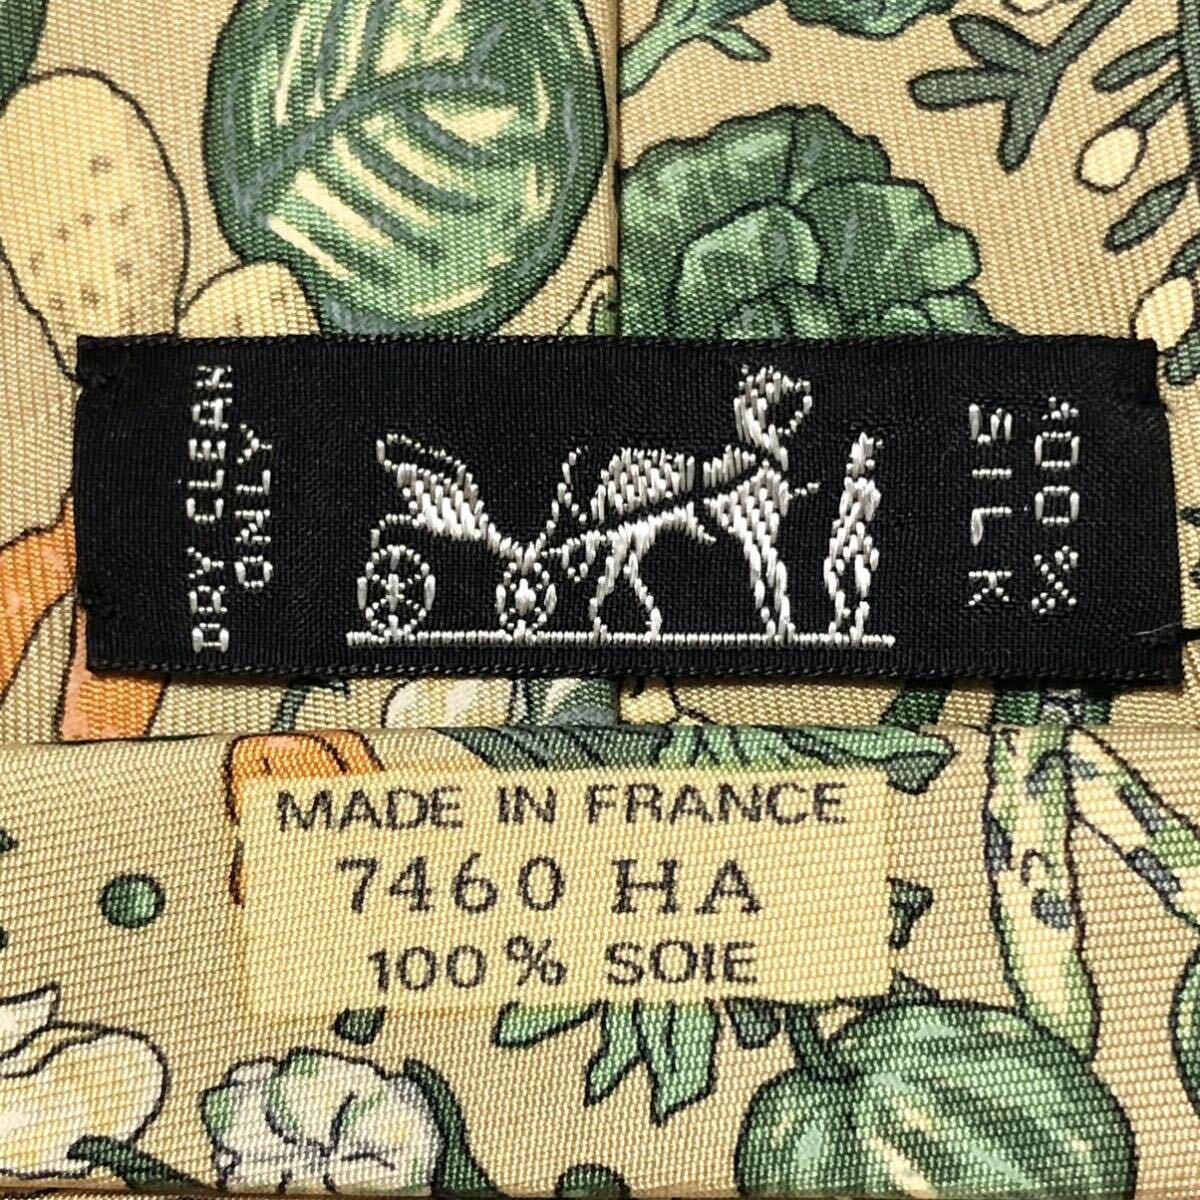 DRY CLEAN
ONLY
100%
SILK
MADE IN FRANCE
7460 HA
100% SOIE